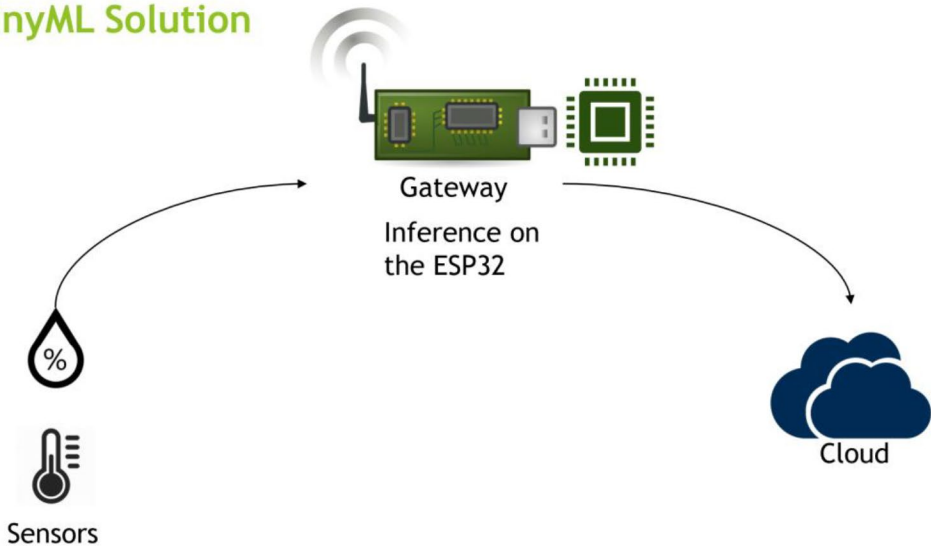 nyML Solution
Gateway
Inference on
the ESP32
%
Cloud
Sensors